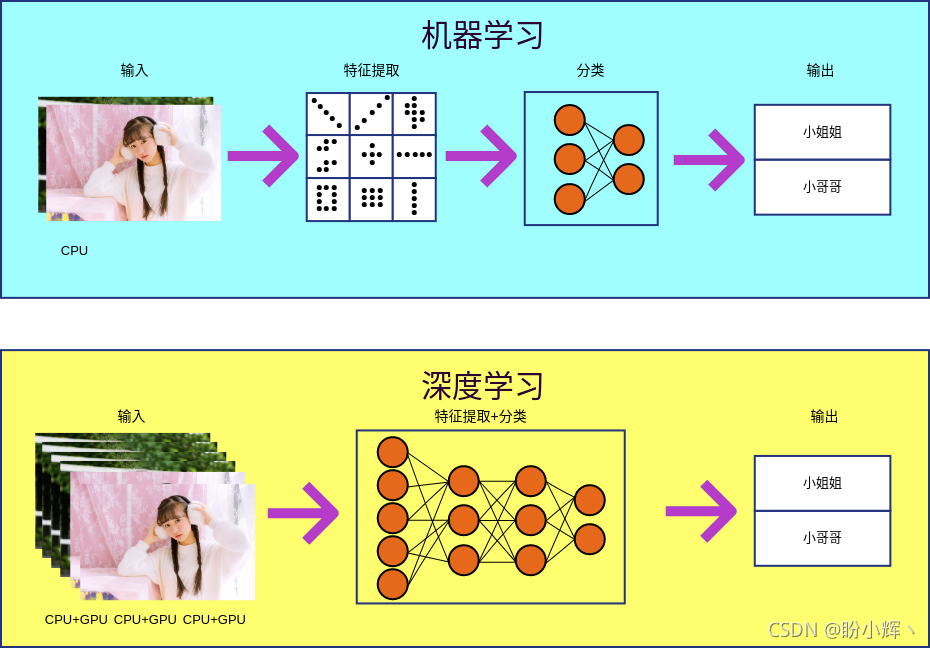 机器学习
输入
特征提取
分类
输出
小姐姐
小哥哥
CPU
深度学习
输入
特征提取+分类
输出
小姐姐
小哥哥
CPU+GPU CPU+GPU CPU+GPU
CSDN @盼小辉丶